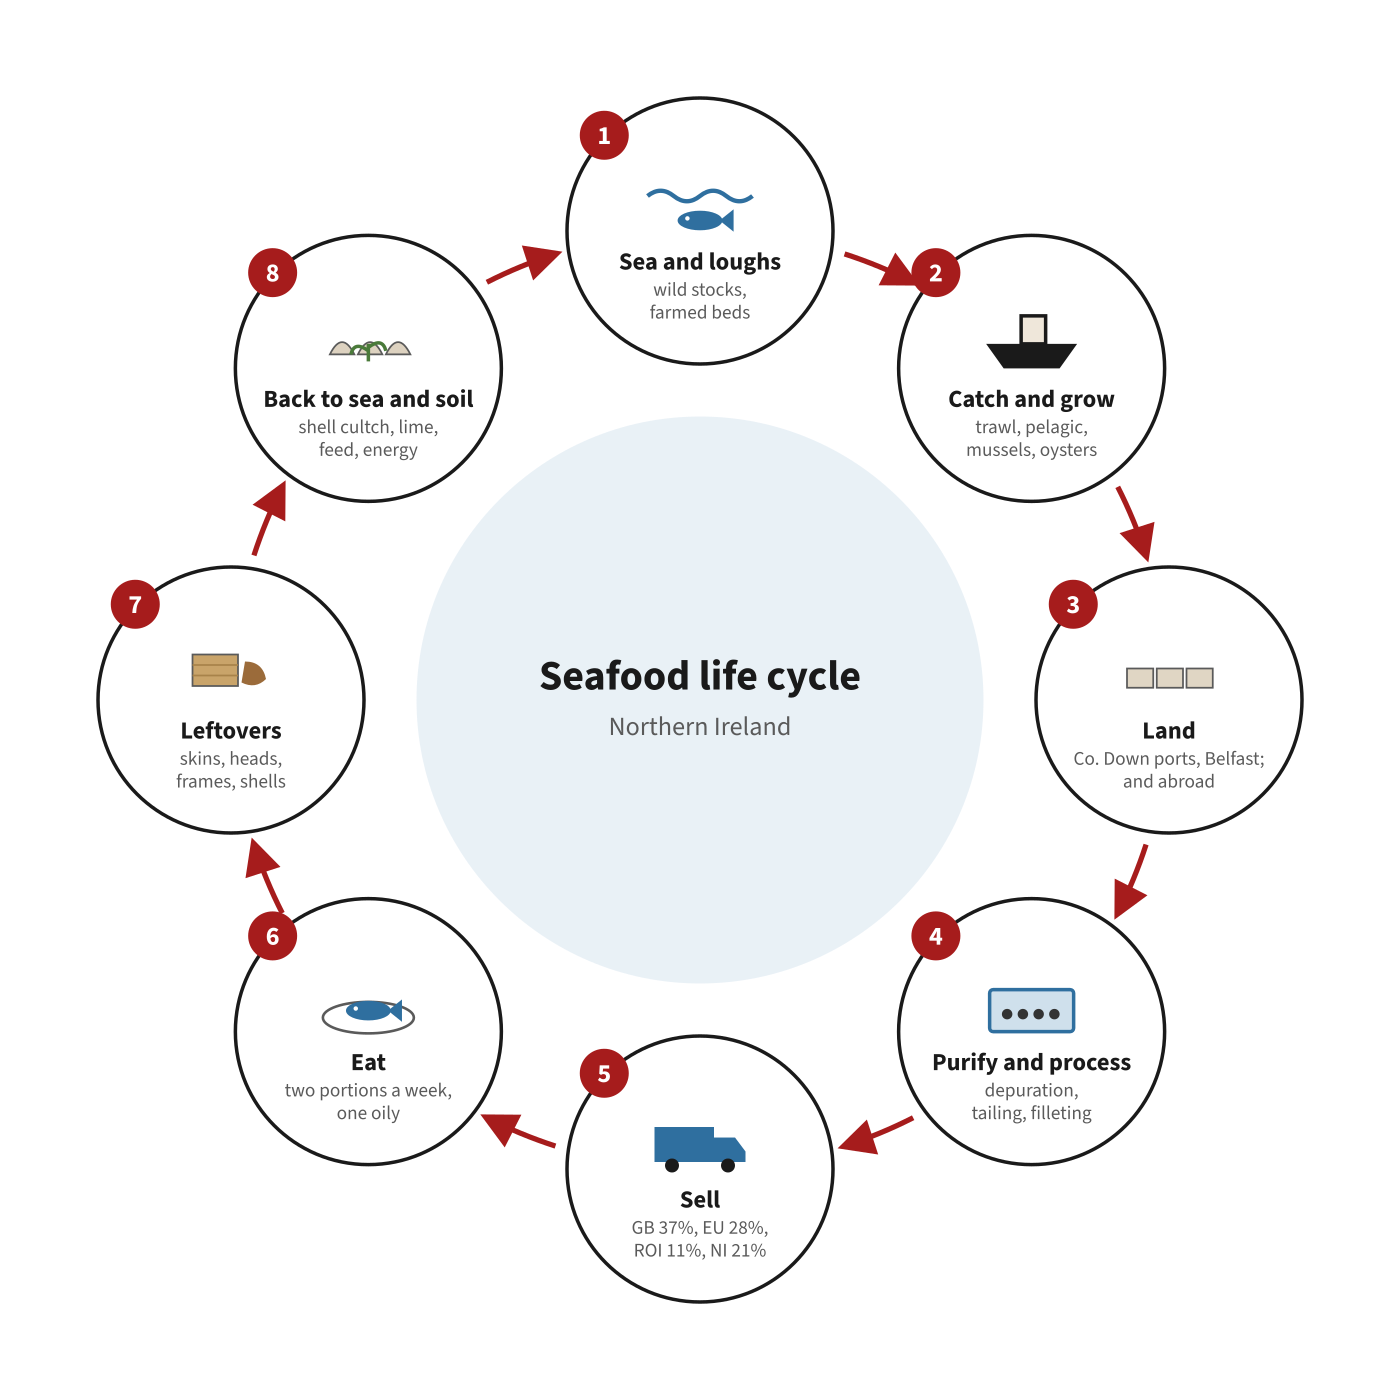 Seafood life cycle
Northern Ireland
1
Sea and loughs
wild stocks,
farmed beds
2
Catch and grow
trawl, pelagic,
mussels, oysters
3
Land
Co. Down ports, Belfast;
and abroad
4
Purify and process
depuration,
tailing, filleting
5
Sell
GB 37%, EU 28%,
ROI 11%, NI 21%
6
Eat
two portions a week,
one oily
7
Leftovers
skins, heads,
frames, shells
8
Back to sea and soil
shell cultch, lime,
feed, energy